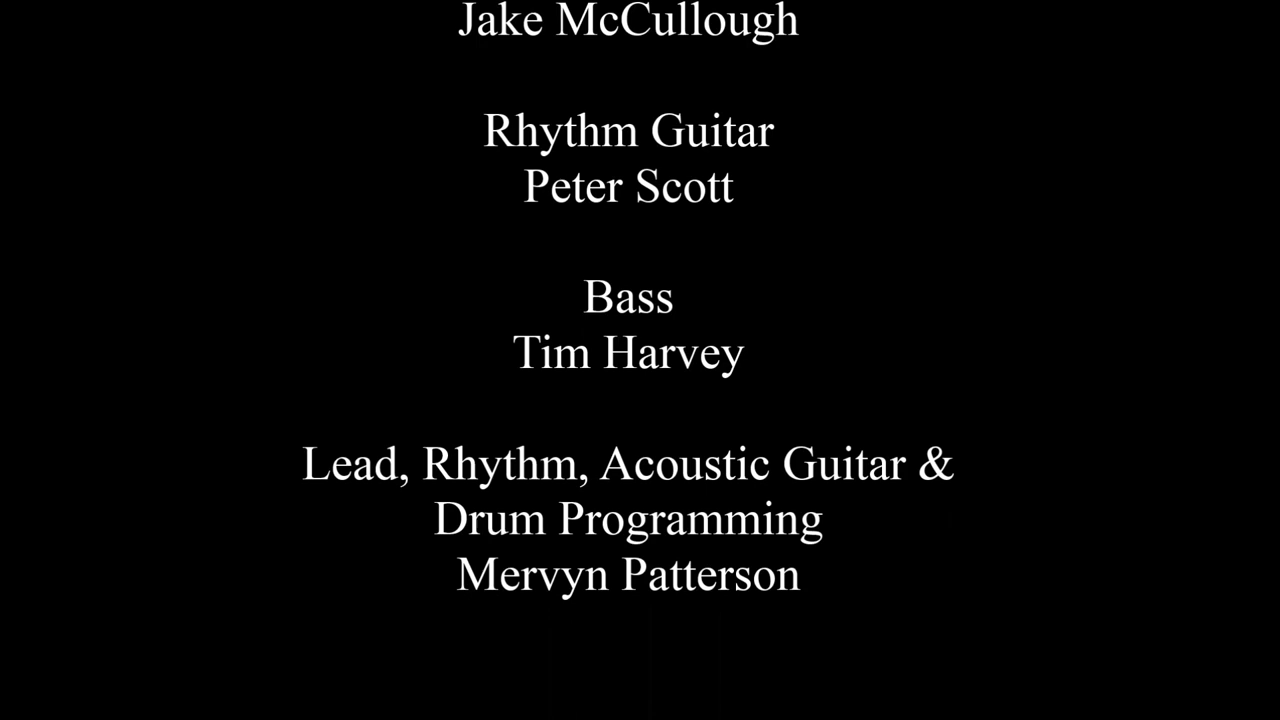 Jake McCullough
Rhythm Guitar
Peter Scott
Bass
Tim Harvey
Lead, Rhythm, Acoustic Guitar &
Drum Programming
Mervyn Patterson